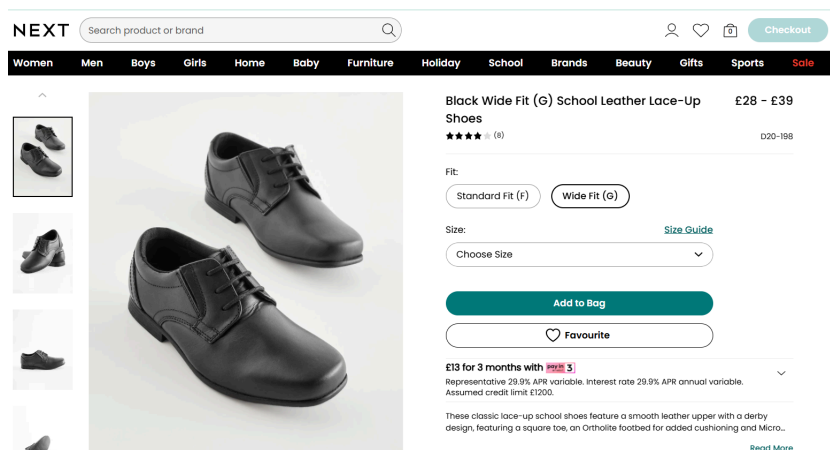 NEXT
Search product or brand
0
Checkout
Women Men Boys Girls Home Baby Furniture Holiday School Brands Beauty Gifts Sports Sale
Black Wide Fit (G) School Leather Lace-Up
Shoes
£28 - £39
(8)
D20-198
Fit:
Standard Fit (F) Wide Fit (G)
Size: Size Guide
Choose Size
Add to Bag
Favourite
£13 for 3 months with pay in 3
Representative 29.9% APR variable. Interest rate 29.9% APR annual variable.
Assumed credit limit £1200.
These classic lace-up school shoes feature a smooth leather upper with a derby
design, featuring a square toe, an Ortholite footbed for added cushioning and Micro...
Read More